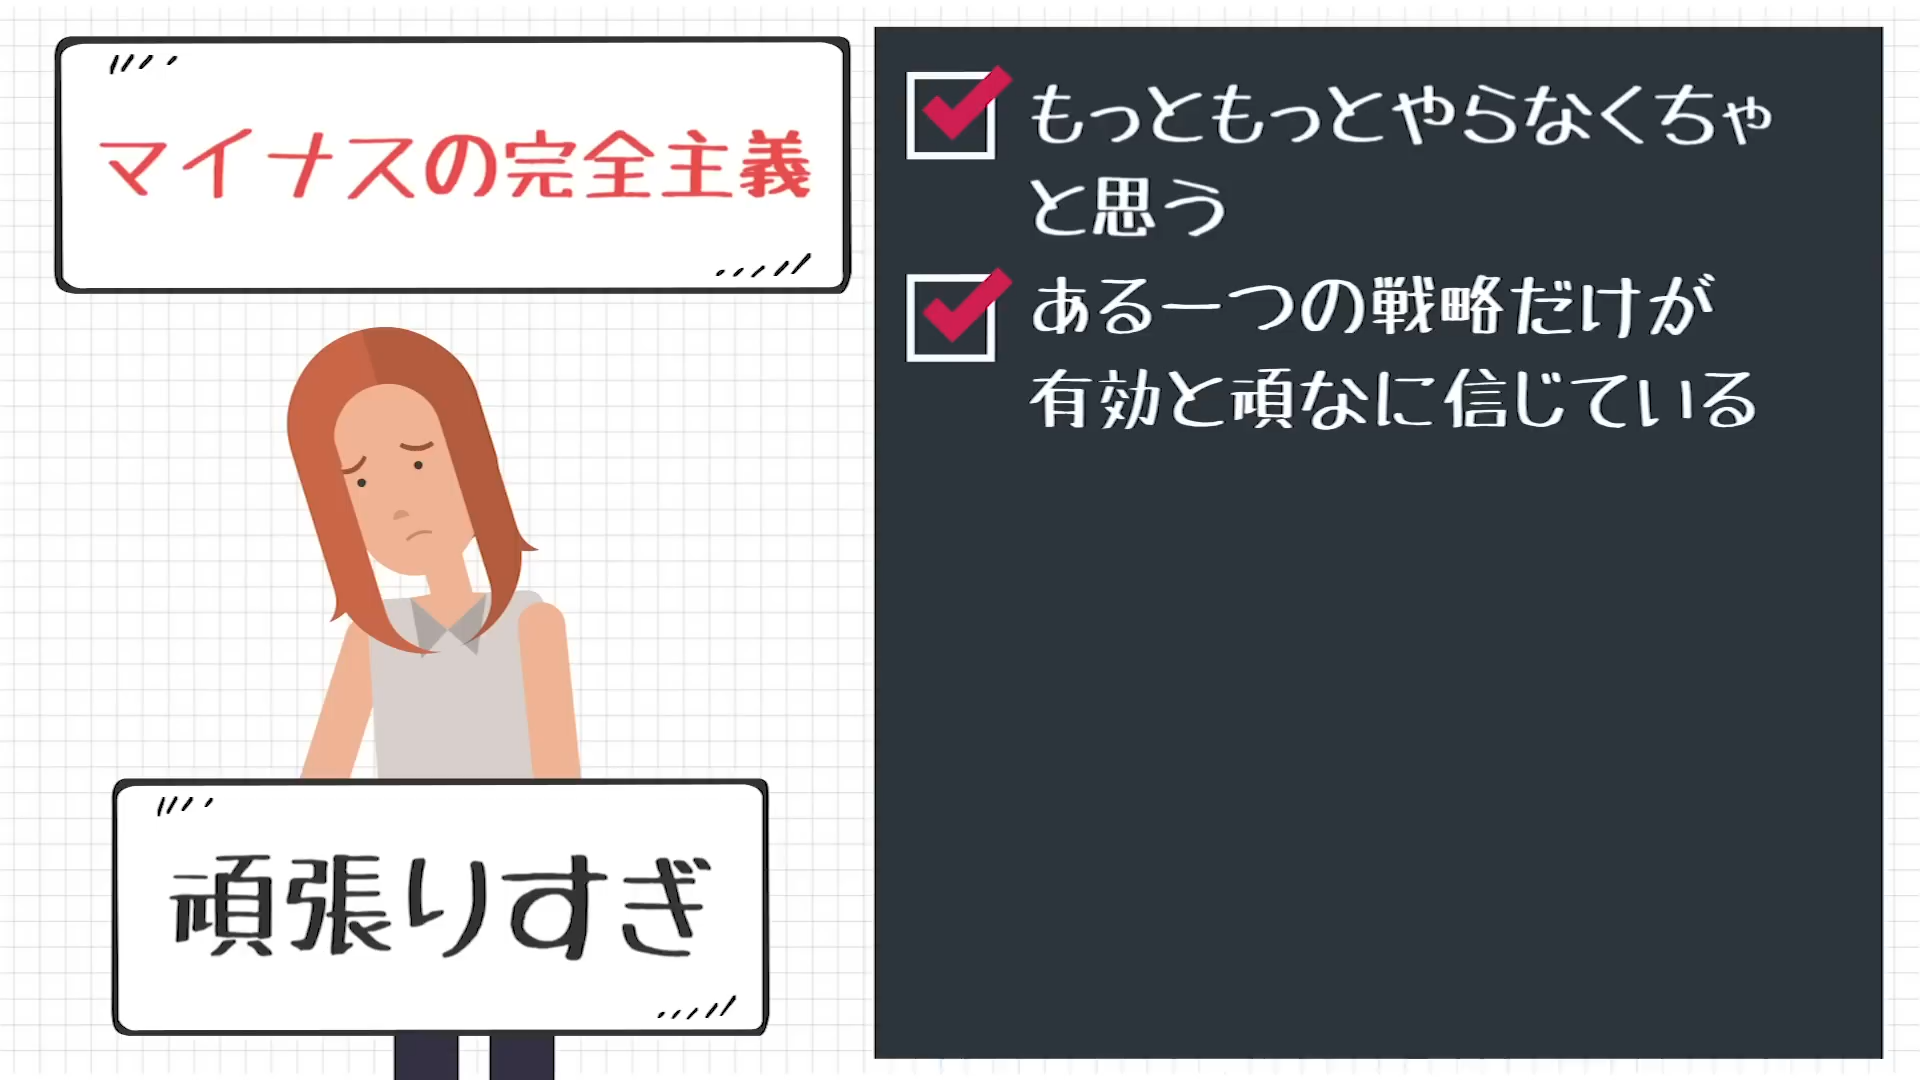 マイナスの完全主義
もっともっとやらなくちゃ
と思う
ある一つの戦略だけが
有効と頑なに信じている
頑張りすぎ